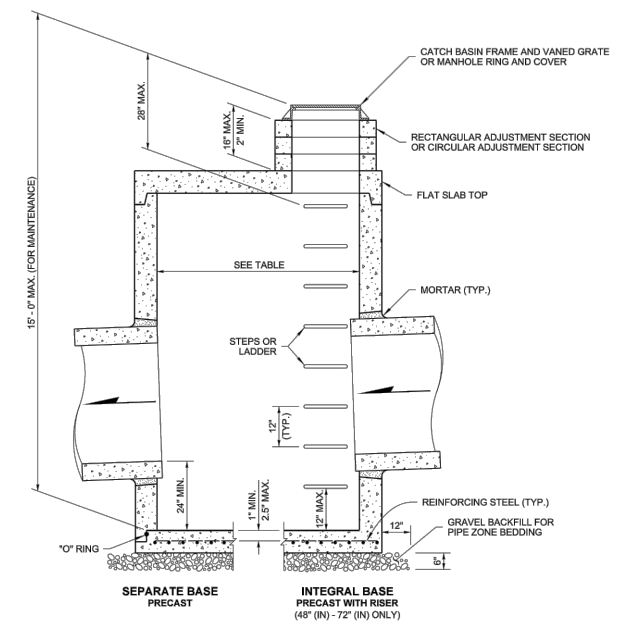 CATCH BASIN FRAME AND VANED GRATE
OR MANHOLE RING AND COVER
28" MAX.
16" MAX.
2" MIN.
RECTANGULAR ADJUSTMENT SECTION
OR CIRCULAR ADJUSTMENT SECTION
FLAT SLAB TOP
15' - 0" MAX. (FOR MAINTENANCE)
SEE TABLE
MORTAR (TYP.)
STEPS OR
LADDER
12"
(TYP.)
24" MIN.
1" MIN.
2.5" MAX.
12" MAX.
REINFORCING STEEL (TYP.)
12"
GRAVEL BACKFILL FOR
PIPE ZONE BEDDING
"O" RING
6"
SEPARATE BASE
PRECAST
INTEGRAL BASE
PRECAST WITH RISER
(48" (IN) - 72" (IN) ONLY)